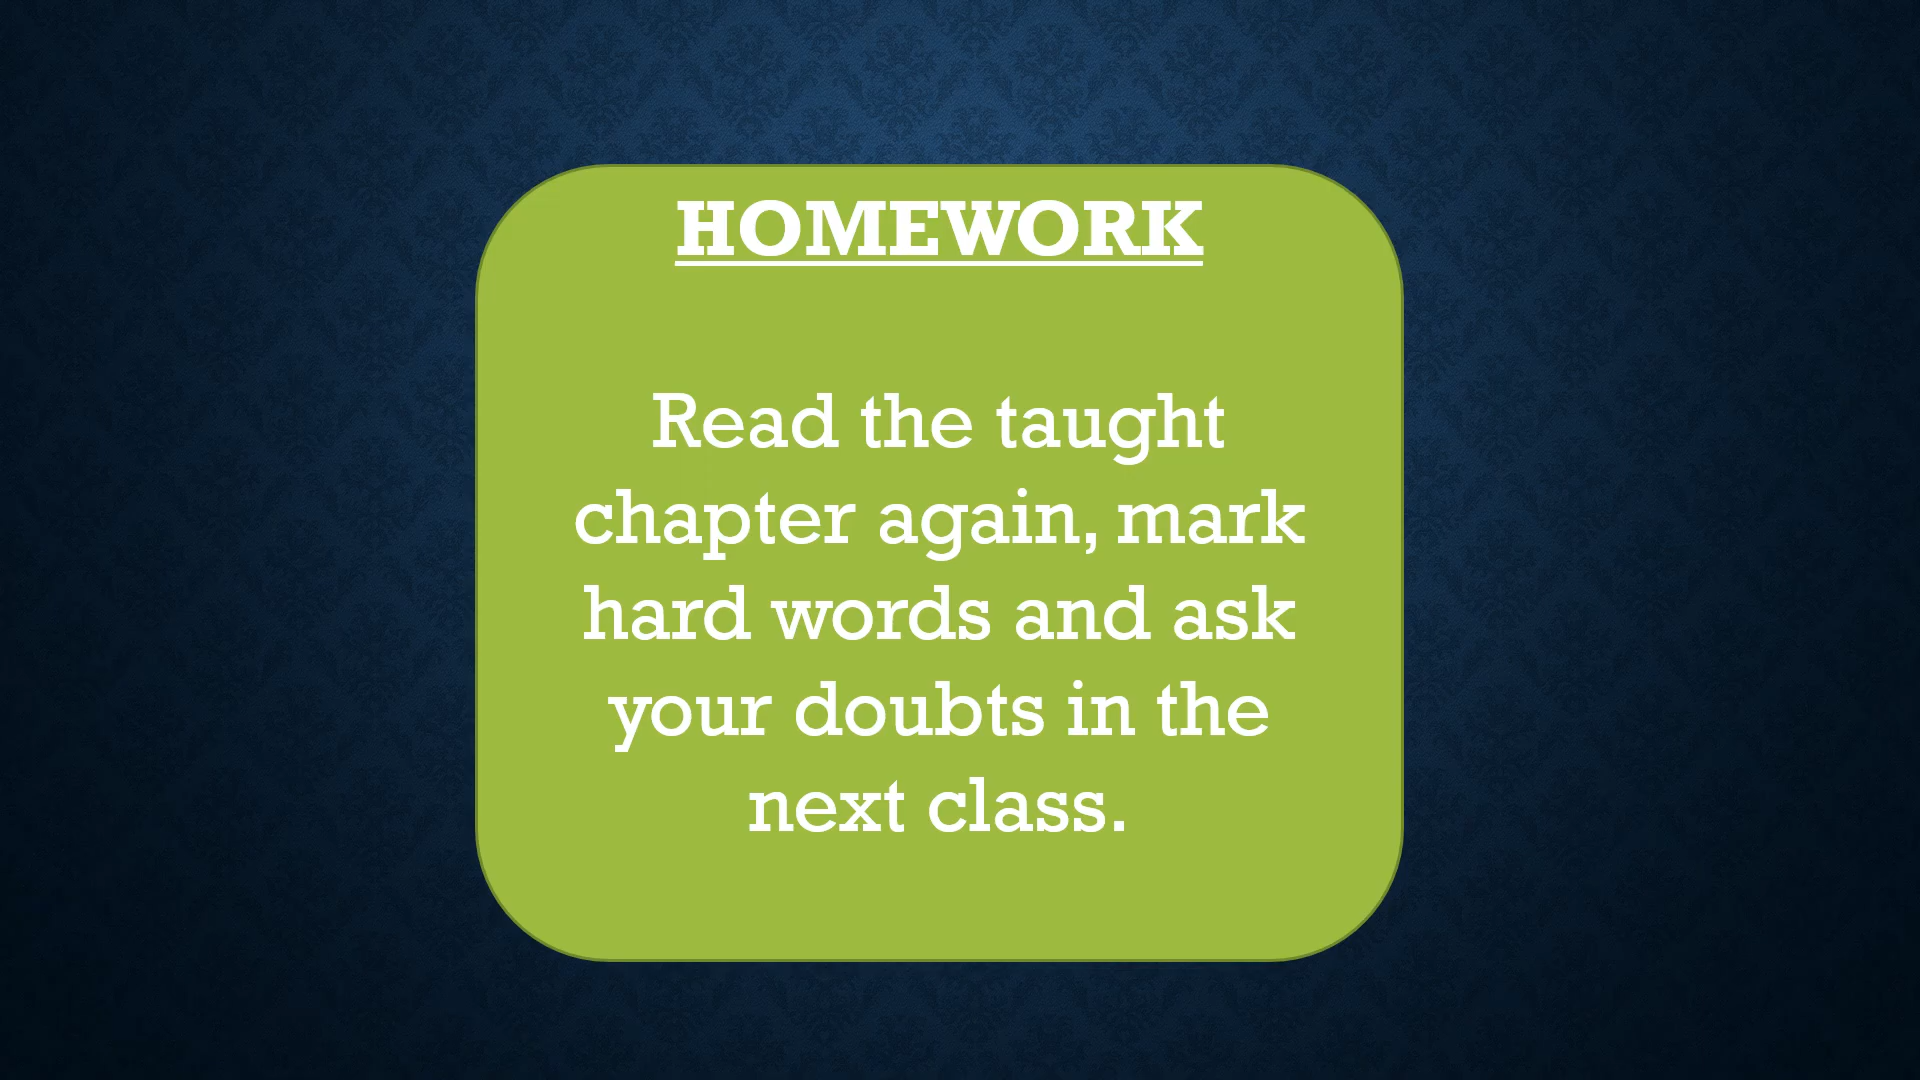 HOMEWORK
Read the taught
chapter again, mark
hard words and ask
your doubts in the
next class.